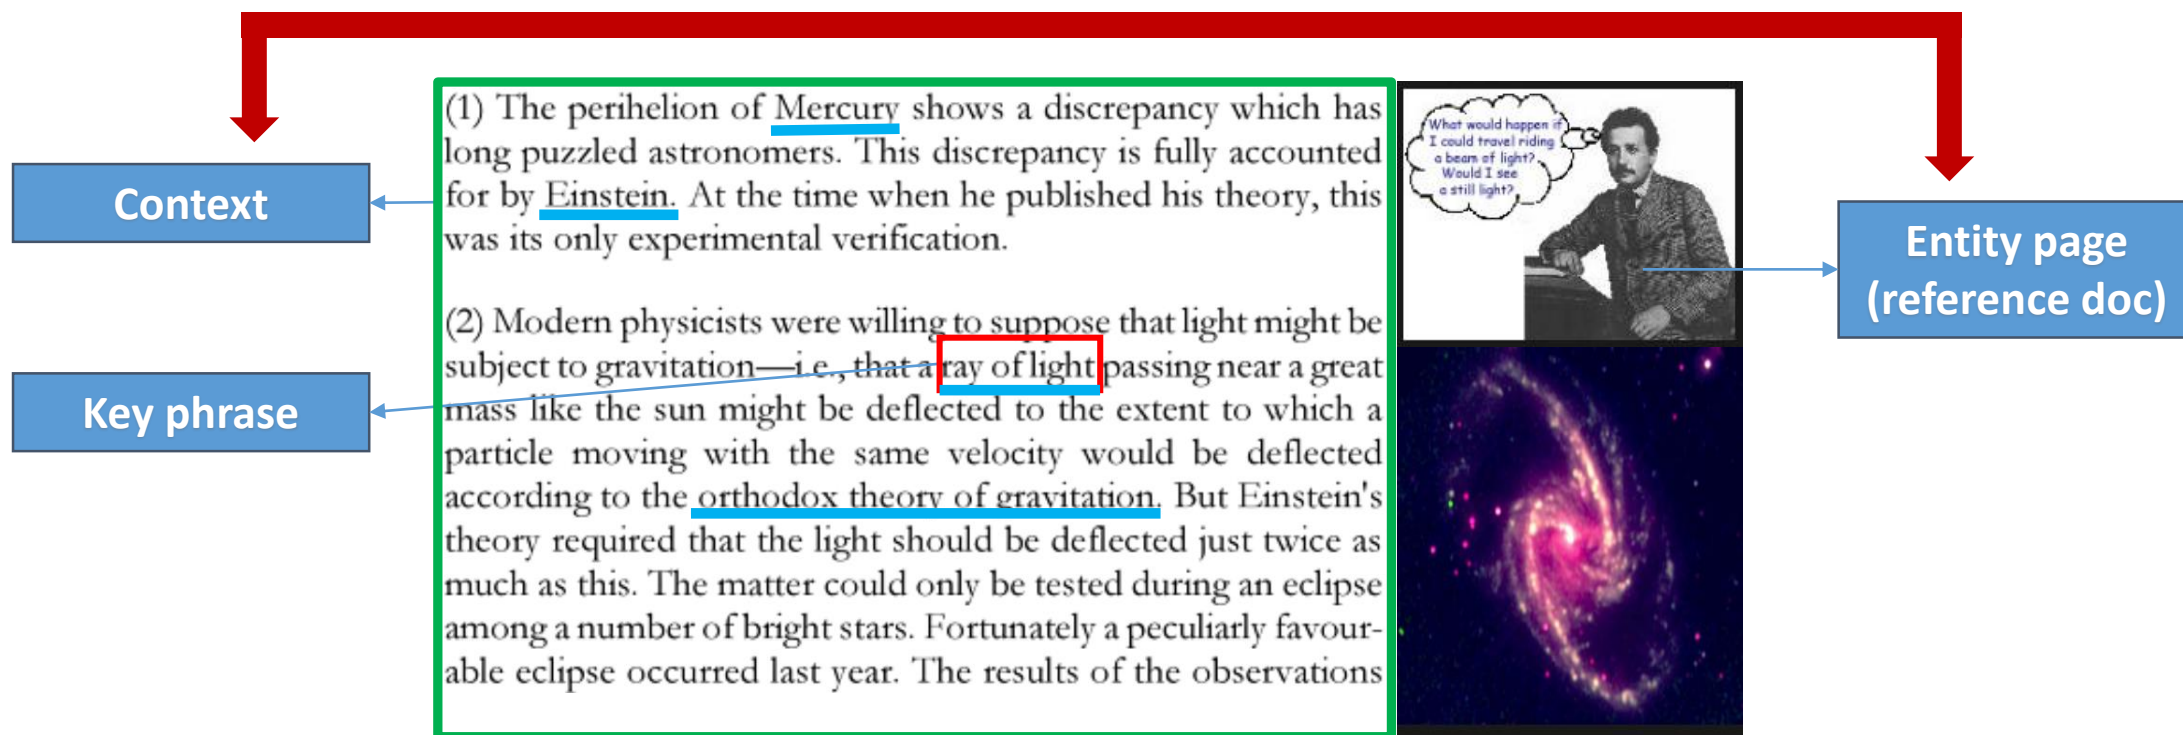 Context
Key phrase
(1) The perihelion of Mercury shows a discrepancy which has
long puzzled astronomers. This discrepancy is fully accounted
for by Einstein. At the time when he published his theory, this
was its only experimental verification.
(2) Modern physicists were willing to suppose that light might be
subject to gravitation—i.e., that a ray of light passing near a great
mass like the sun might be deflected to the extent to which a
particle moving with the same velocity would be deflected
according to the orthodox theory of gravitation. But Einstein's
theory required that the light should be deflected just twice as
much as this. The matter could only be tested during an eclipse
among a number of bright stars. Fortunately a peculiarly favour-
able eclipse occurred last year. The results of the observations
What would happen if
I could travel riding
a beam of light?
Would I see
a still light?
Entity page
(reference doc)